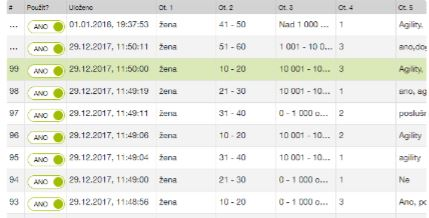 # Použít? Uloženo Ot. 1 Ot. 2 Ot. 3 Ot. 4 Ot. 5
... ANO 01.01.2018, 19:37:53 žena 41 - 50 Nad 1 000 ... 1 Agility,
... ANO 29.12.2017, 11:50:11 žena 51 - 60 1 001 - 10 0... 3 ano,dog
99 ANO 29.12.2017, 11:50:00 žena 10 - 20 10 001 - 10... 3 Agility,
98 ANO 29.12.2017, 11:49:19 žena 21 - 30 10 001 - 10... 1 ano, ag
97 ANO 29.12.2017, 11:49:11 žena 31 - 40 0 - 1 000 o... 2 poslušn
96 ANO 29.12.2017, 11:49:06 žena 10 - 20 10 001 - 10... 2 Agility
95 ANO 29.12.2017, 11:49:04 žena 31 - 40 10 001 - 10... 1 agility
94 ANO 29.12.2017, 11:49:00 žena 21 - 30 0 - 1 000 o... 1 Ne
93 ANO 29.12.2017, 11:48:56 žena 10 - 20 0 - 1 000 o... 3 Ano, po